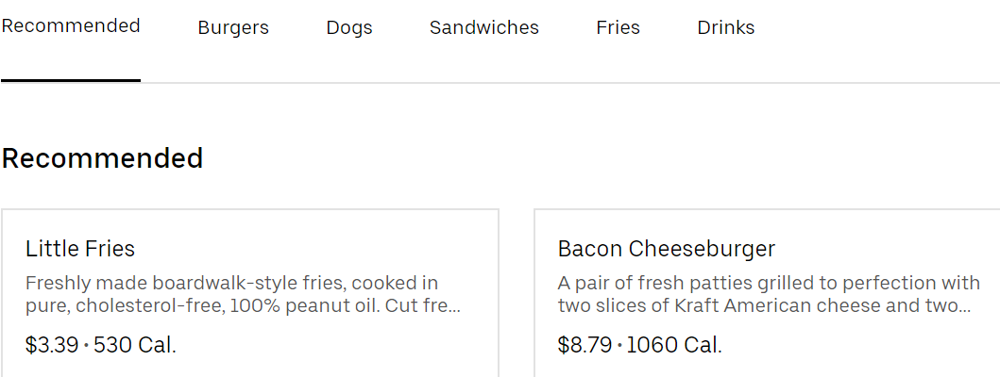 Recommended Burgers Dogs Sandwiches Fries Drinks
Recommended
Little Fries
Freshly made boardwalk-style fries, cooked in
pure, cholesterol-free, 100% peanut oil. Cut fre...
$3.39 • 530 Cal.
Bacon Cheeseburger
A pair of fresh patties grilled to perfection with
two slices of Kraft American cheese and two...
$8.79 • 1060 Cal.